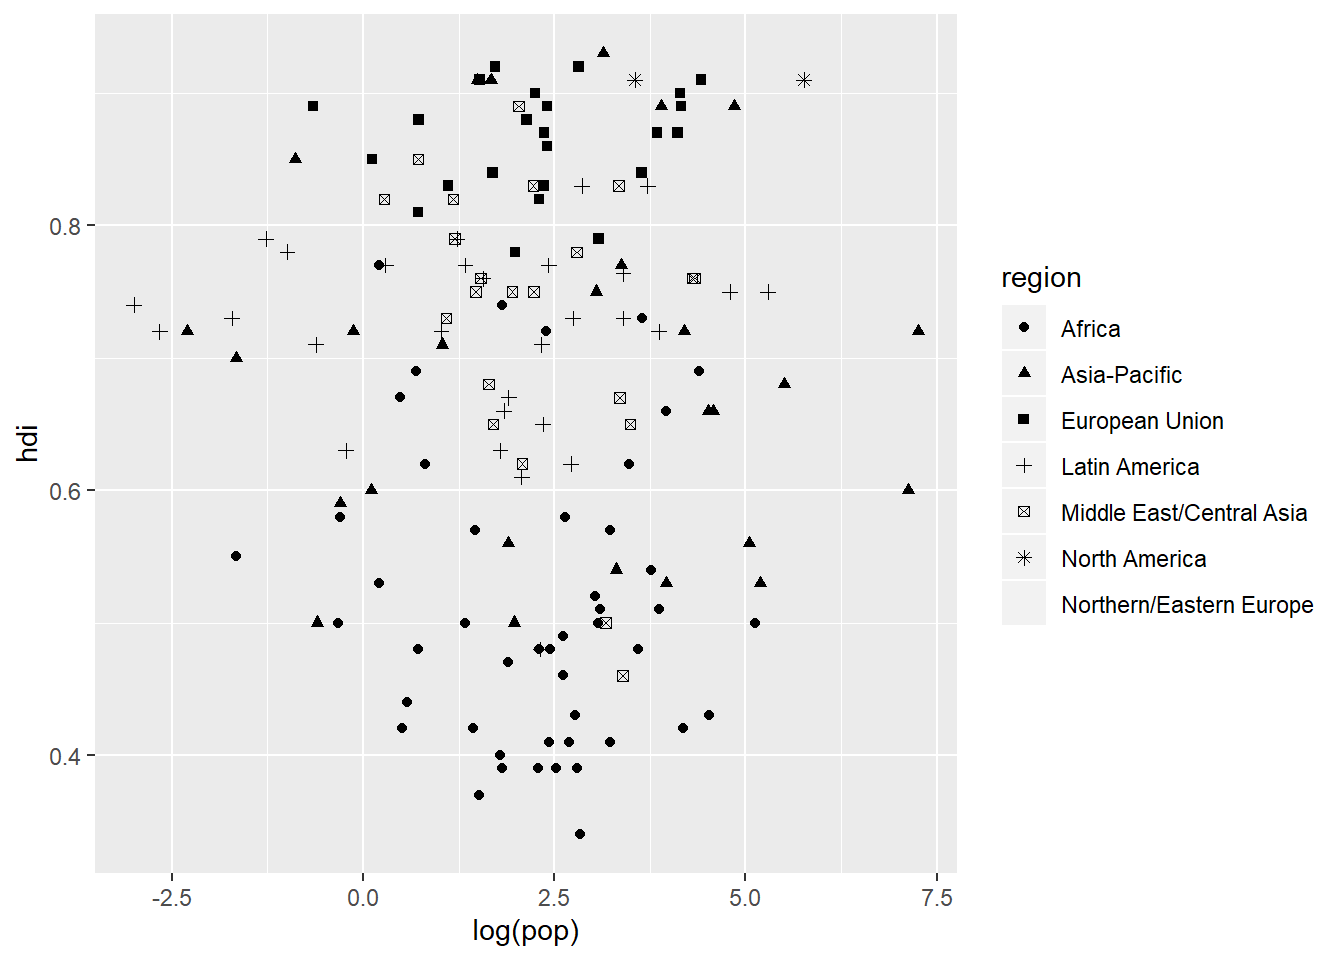 hdi
0.8
0.6
0.4
-2.5 0.0 2.5 5.0 7.5
log(pop)
region
Africa
Asia-Pacific
European Union
Latin America
Middle East/Central Asia
North America
Northern/Eastern Europe